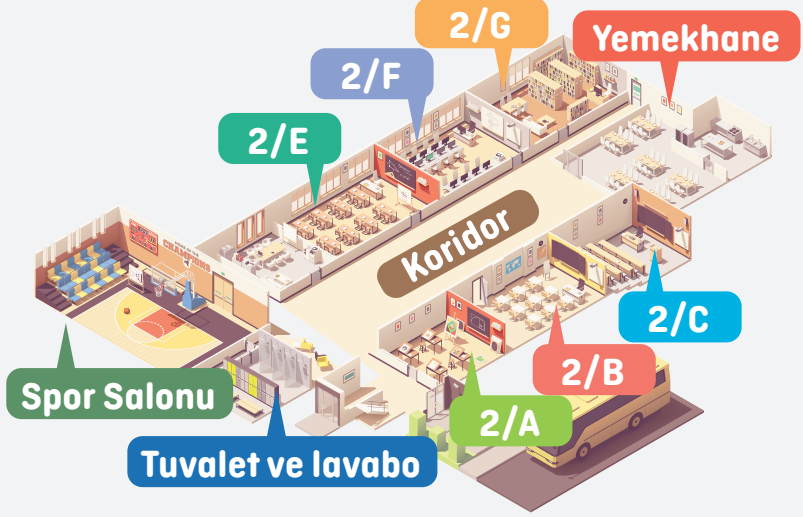 2/G
Yemekhane
2/F
2/E
Koridor
2/C
2/B
Spor Salonu
2/A
Tuvalet ve lavabo